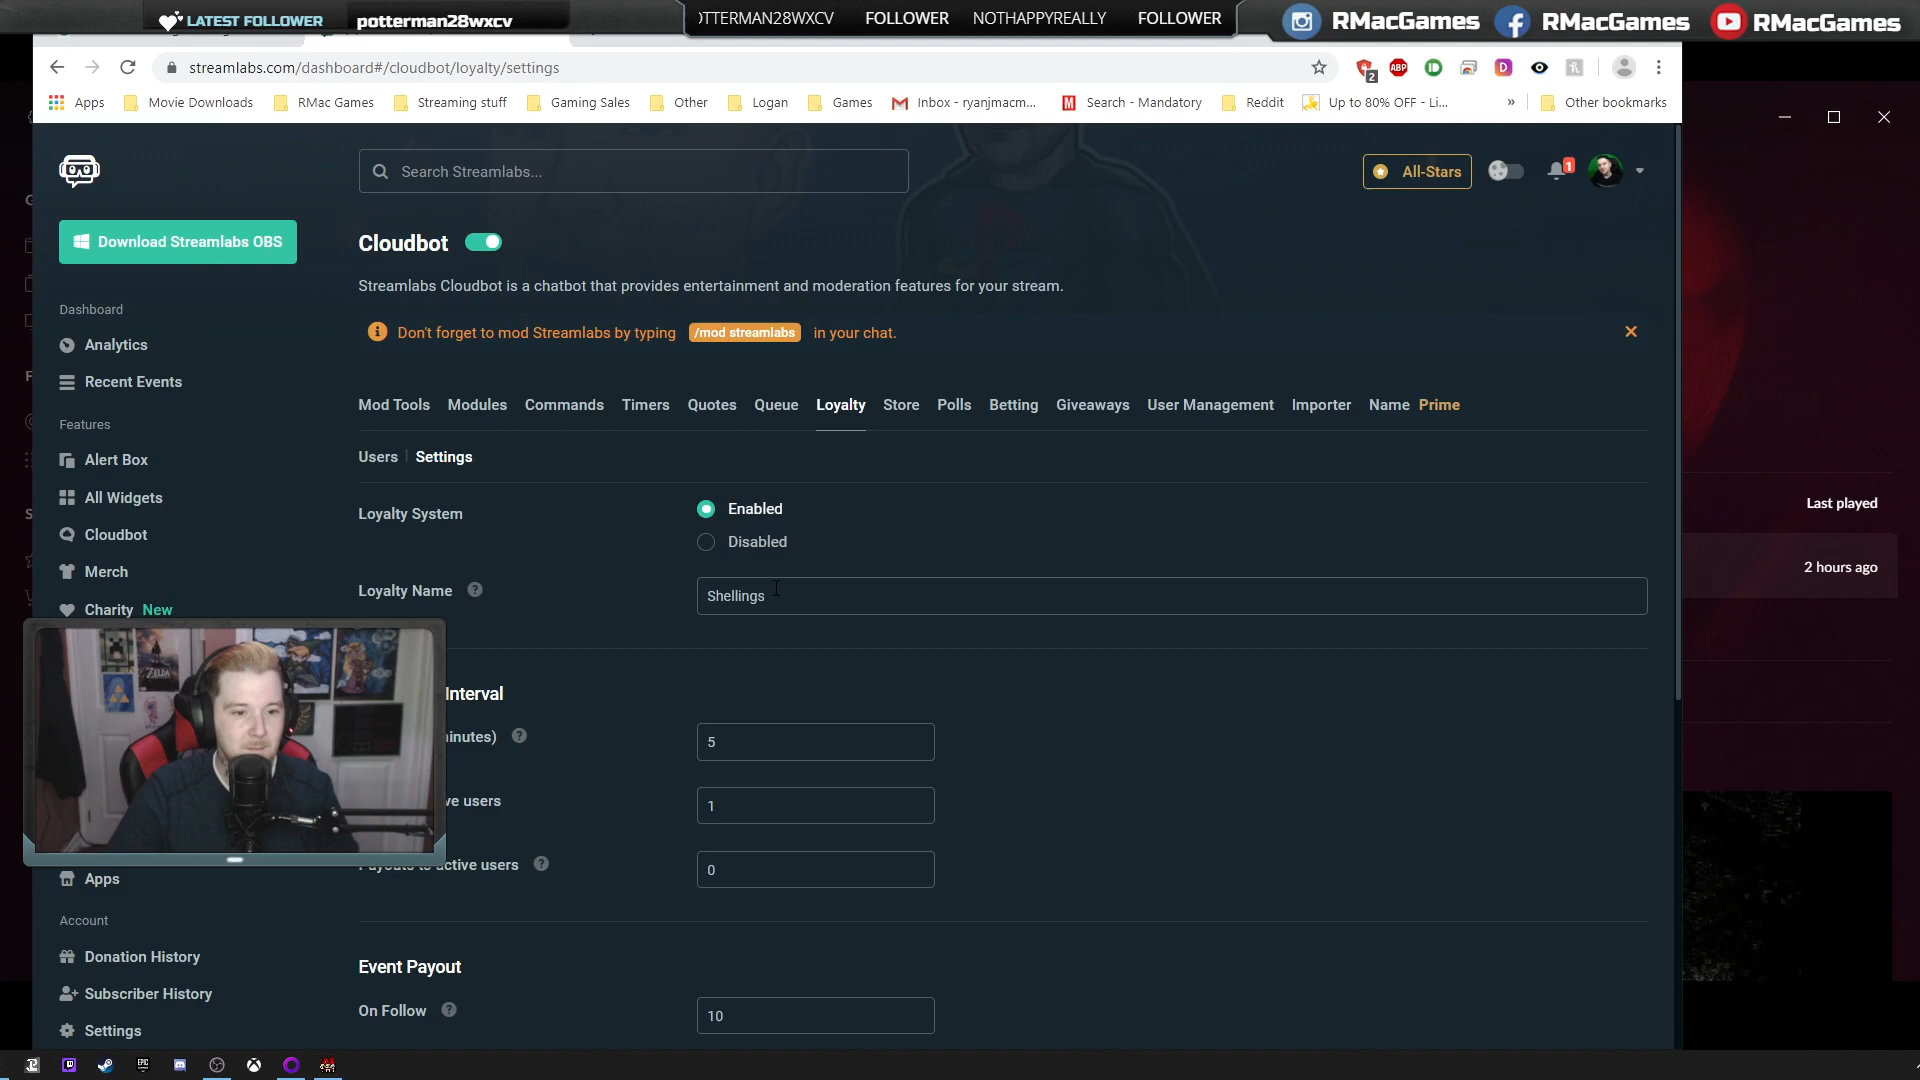 LATEST FOLLOWER potterman28wxcv
OTTERMAN28WXCV FOLLOWER NOTHAPPYREALLY FOLLOWER
RMacGames RMacGames RMacGames
streamlabs.com/dashboard#/cloudbot/loyalty/settings
2
ABP
D
Apps Movie Downloads RMac Games Streaming stuff Gaming Sales Other Logan Games Inbox - ryanjmacm... Search - Mandatory Reddit Up to 80% OFF - Li... » Other bookmarks
Search Streamlabs...
All-Stars
1
Download Streamlabs OBS
Cloudbot
Streamlabs Cloudbot is a chatbot that provides entertainment and moderation features for your stream.
Dashboard
Don't forget to mod Streamlabs by typing /mod streamlabs in your chat.
Analytics
Recent Events
Mod Tools Modules Commands Timers Quotes Queue Loyalty Store Polls Betting Giveaways User Management Importer Name Prime
Features
Users Settings
Alert Box
All Widgets
Loyalty System Enabled
Last played
Cloudbot
Disabled
Merch
2 hours ago
Loyalty Name ? Shellings
Charity New
Interval
inutes) ? 5
ve users 1
active users ? 0
Apps
Account
Donation History
Event Payout
Subscriber History
On Follow ? 10
Settings
EPIC
ZELDA